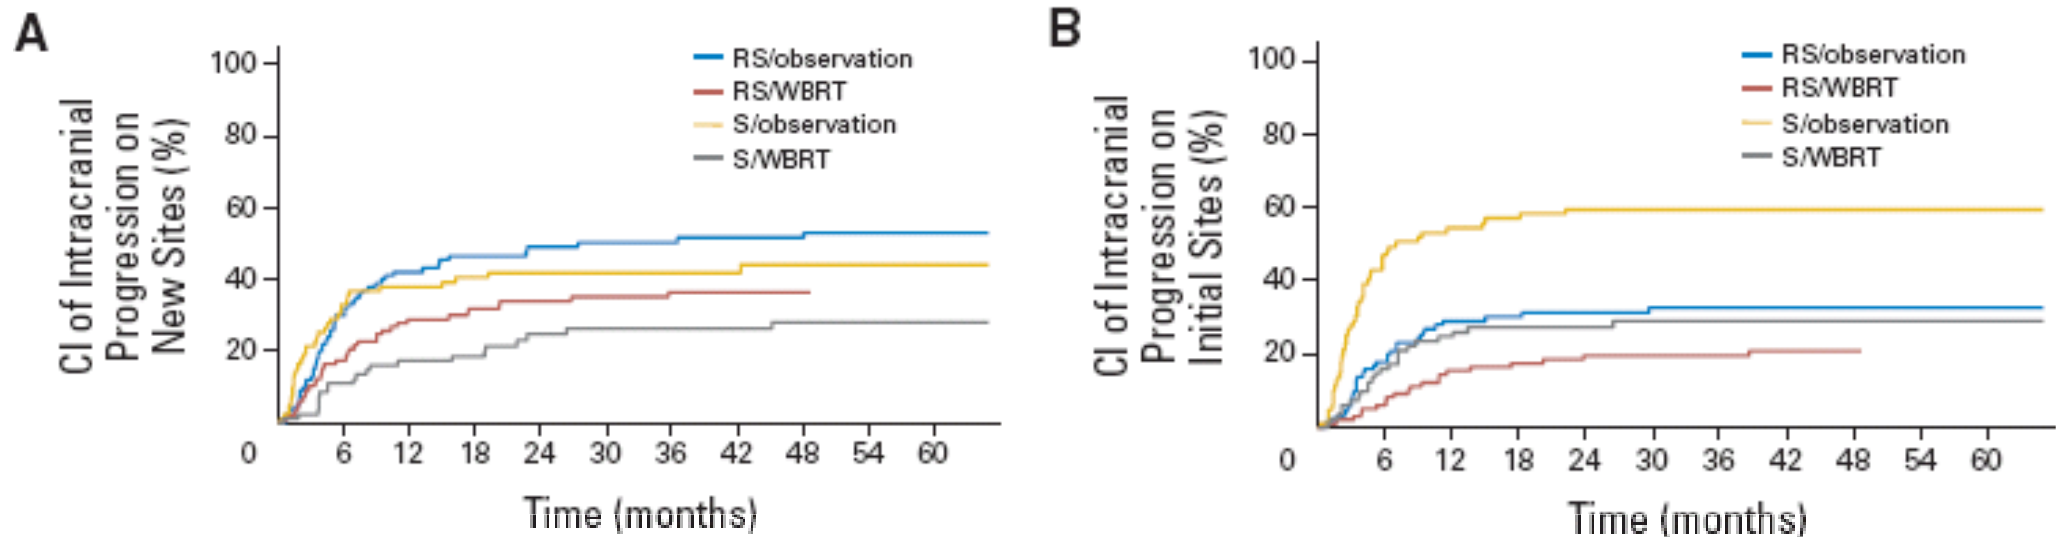 A
CI of Intracranial
Progression on
New Sites (%)
100
80
60
40
20
0
6 12 18 24 30 36 42 48 54 60
Time (months)
RS/observation
RS/WBRT
S/observation
S/WBRT
B
CI of Intracranial
Progression on
Initial Sites (%)
100
80
60
40
20
0
6 12 18 24 30 36 42 48 54 60
Time (months)
RS/observation
RS/WBRT
S/observation
S/WBRT